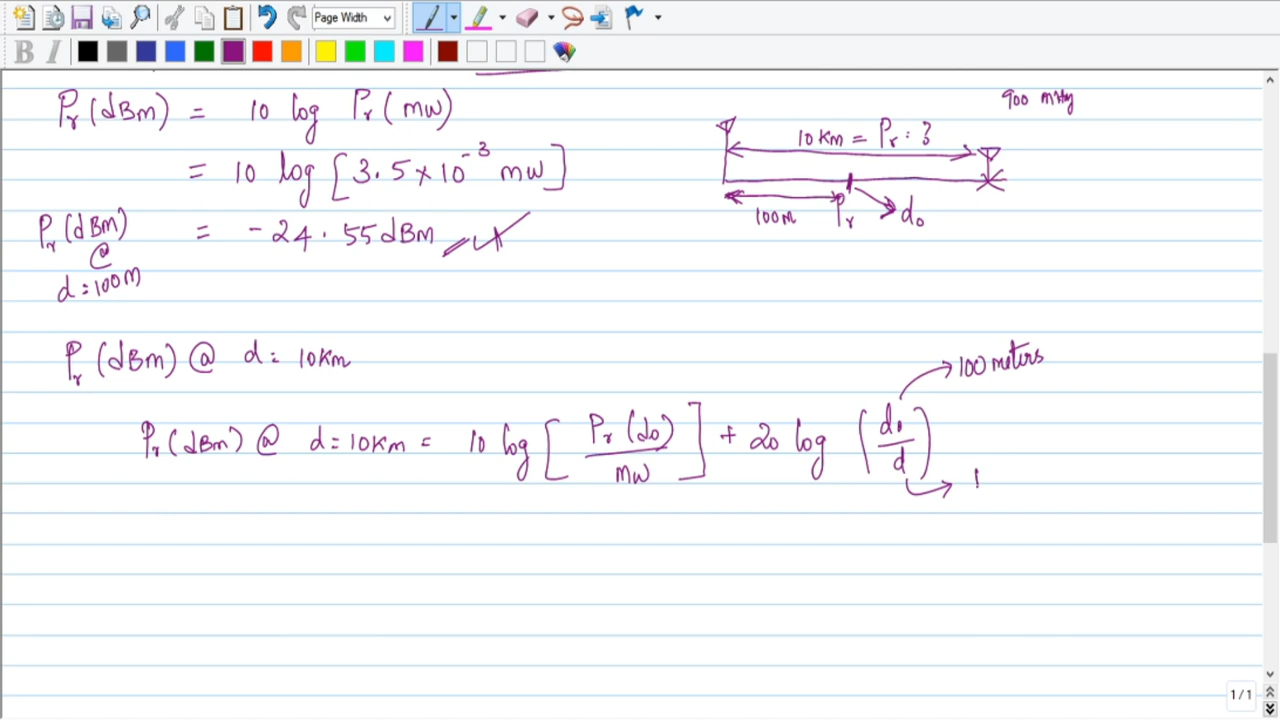 Page Width
B I
Pr (dBm) = 10 log Pr (mw)
= 10 log [3.5 × 10⁻³ mw]
Pr (dBm) @ d = 100M = -24.55 dBm
900 mHz
10 Km = Pr : ?
100M Pr d₀
Pr (dBm) @ d = 10Km
100 meters
Pr (dBm) @ d = 10Km = 10 log [Pr (d₀) / mw] + 20 log (d₀ / d)
1
1 / 1